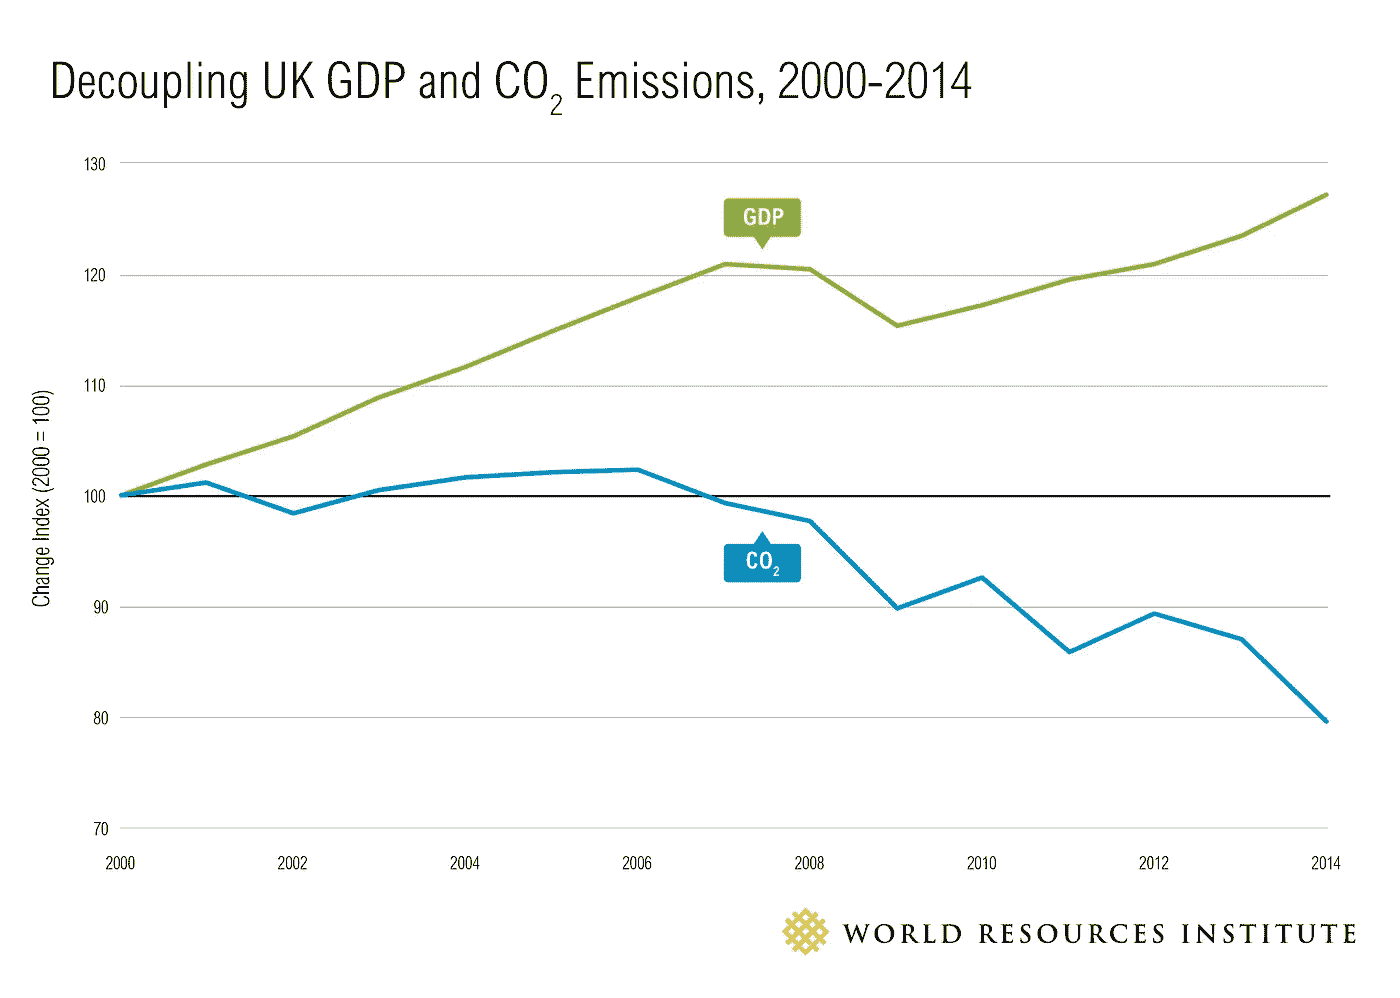 Decoupling UK GDP and CO₂ Emissions, 2000-2014
130
GDP
120
110
Change Index (2000 = 100)
100
CO₂
90
80
70
2000 2002 2004 2006 2008 2010 2012 2014
WORLD RESOURCES INSTITUTE